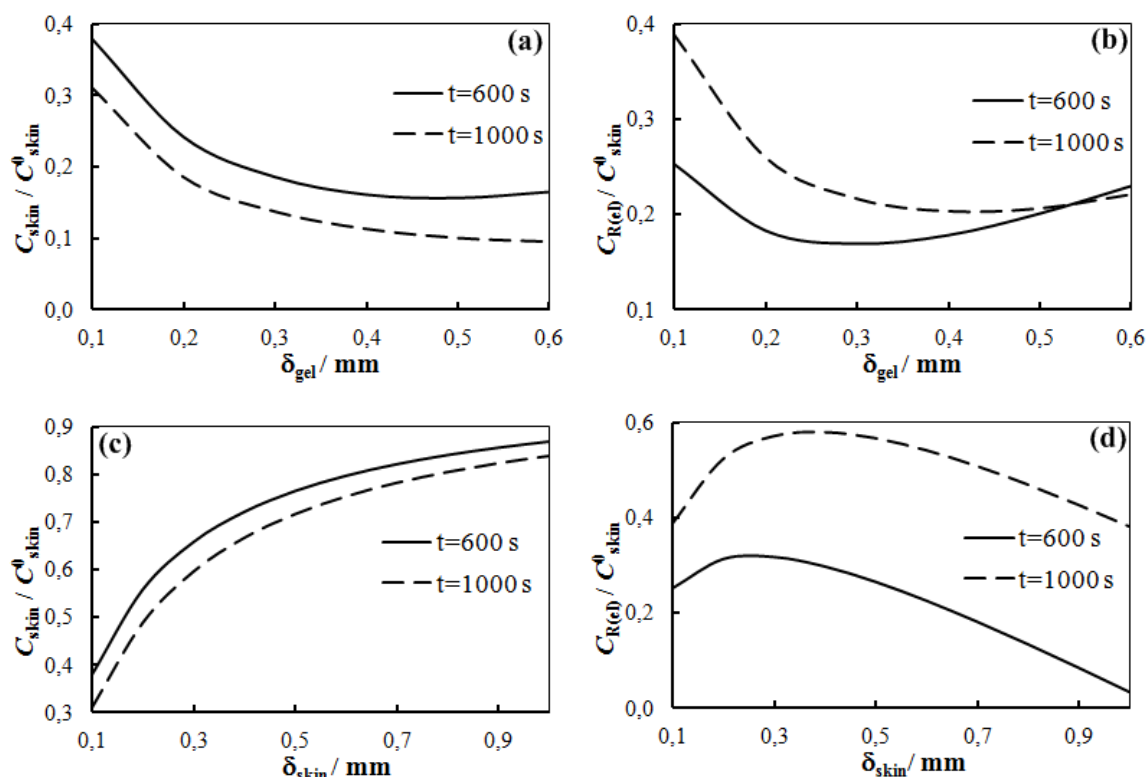 (a)
C_skin / C⁰_skin
0,4
0,3
0,2
0,1
0,0
t=600 s
t=1000 s
0,1 0,2 0,3 0,4 0,5 0,6
δ_gel / mm
(b)
C_R(el) / C⁰_skin
0,4
0,3
0,2
0,1
t=600 s
t=1000 s
0,1 0,2 0,3 0,4 0,5 0,6
δ_gel / mm
(c)
C_skin / C⁰_skin
0,9
0,8
0,7
0,6
0,5
0,4
0,3
t=600 s
t=1000 s
0,1 0,3 0,5 0,7 0,9
δ_skin / mm
(d)
C_R(el) / C⁰_skin
0,6
0,4
0,2
0,0
t=600 s
t=1000 s
0,1 0,3 0,5 0,7 0,9
δ_skin / mm